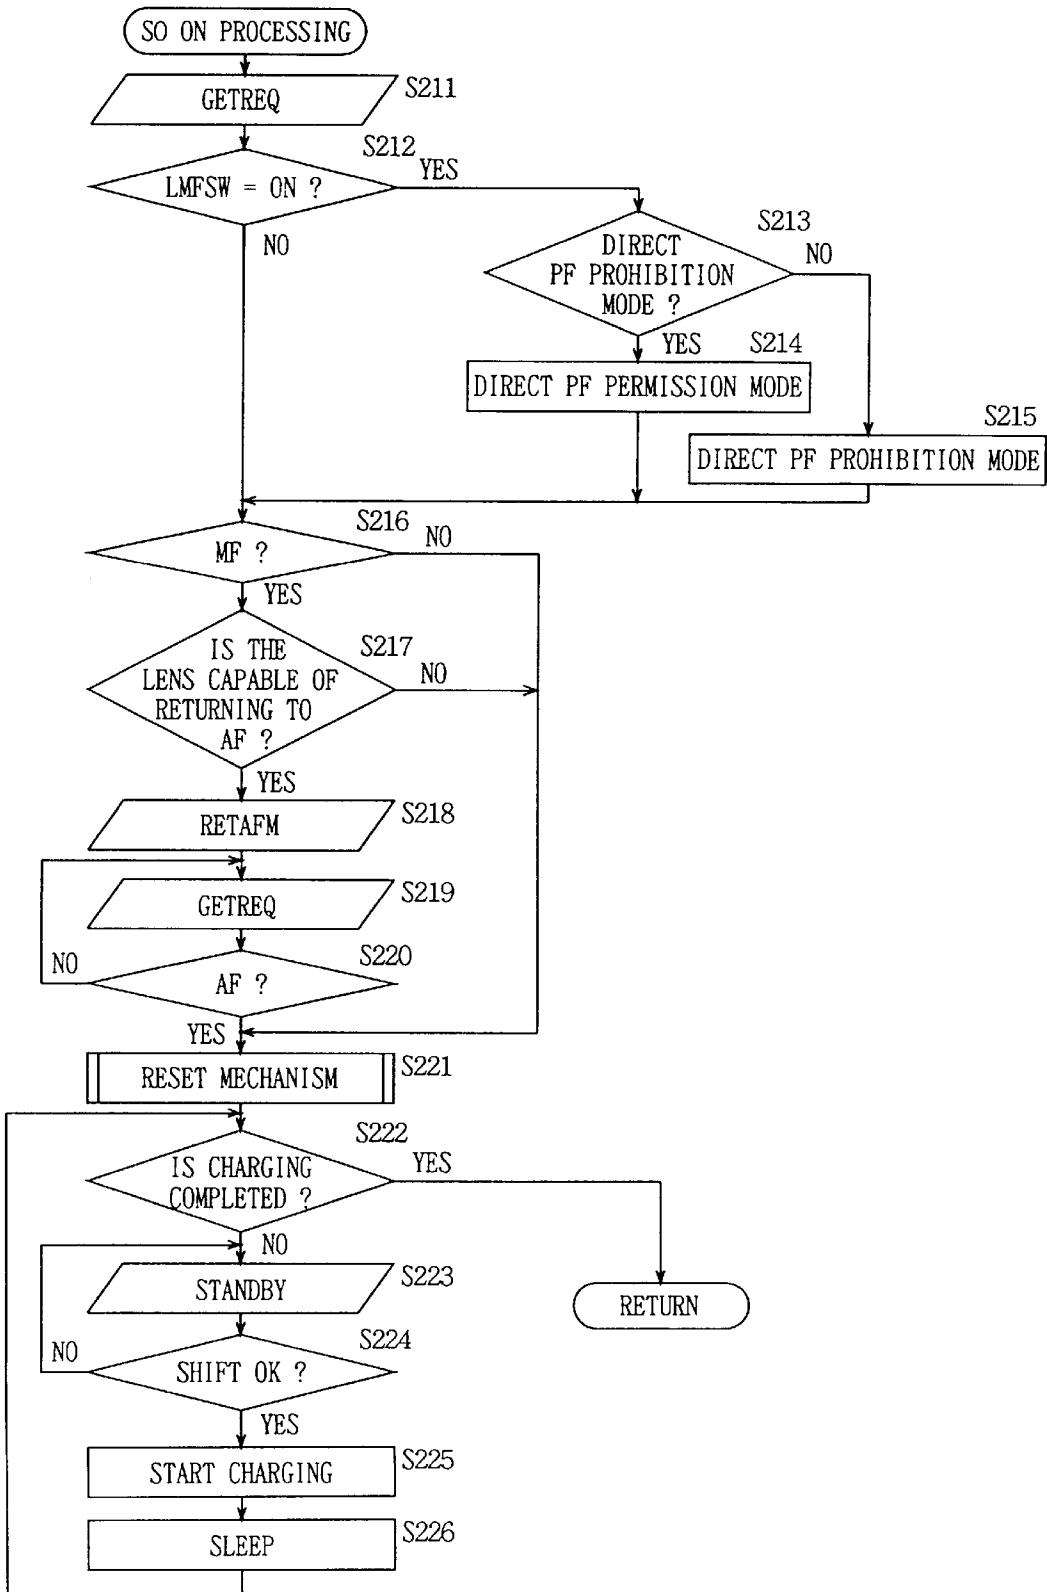 SO ON PROCESSING
GETREQ
S211
S212
LMFSW = ON ?
YES
NO
S213
DIRECT
PF PROHIBITION
MODE ?
NO
YES
S214
DIRECT PF PERMISSION MODE
S215
DIRECT PF PROHIBITION MODE
S216
MF ?
NO
YES
S217
IS THE
LENS CAPABLE OF
RETURNING TO
AF ?
NO
YES
S218
RETAFM
S219
GETREQ
S220
AF ?
NO
YES
S221
RESET MECHANISM
S222
IS CHARGING
COMPLETED ?
YES
NO
S223
STANDBY
RETURN
S224
SHIFT OK ?
NO
YES
S225
START CHARGING
S226
SLEEP